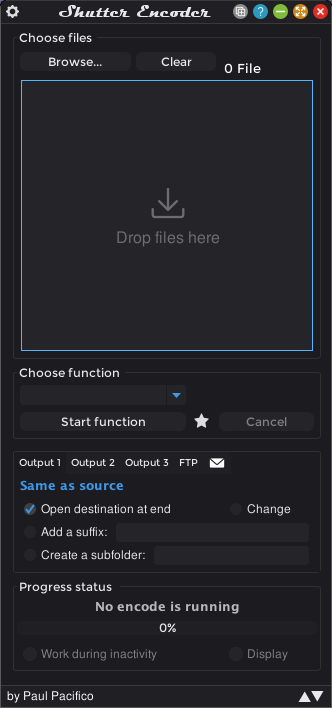 Shutter Encoder
?
Choose files
Browse... Clear 0 File
Drop files here
Choose function
Start function Cancel
Output 1 Output 2 Output 3 FTP
Same as source
Open destination at end Change
Add a suffix:
Create a subfolder:
Progress status
No encode is running
0%
Work during inactivity Display
by Paul Pacifico